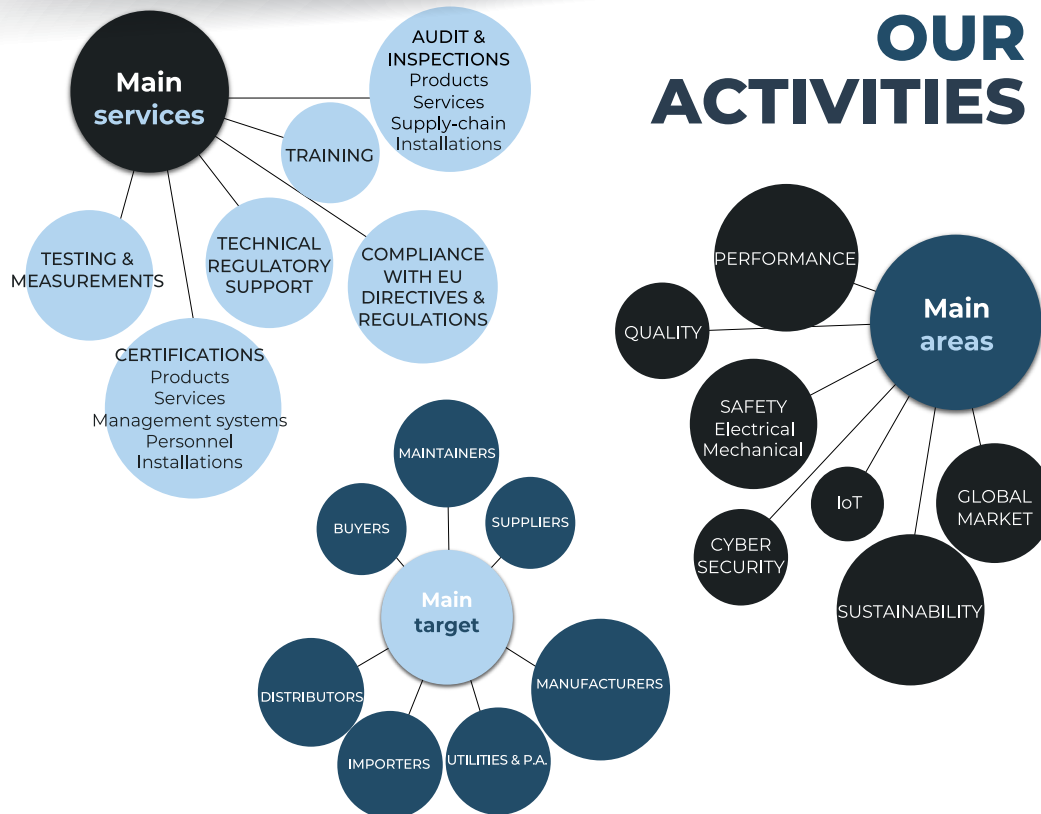 OUR
ACTIVITIES
Main
services
AUDIT &
INSPECTIONS
Products
Services
Supply-chain
Installations
TRAINING
COMPLIANCE
WITH EU
DIRECTIVES &
REGULATIONS
TECHNICAL
REGULATORY
SUPPORT
TESTING &
MEASUREMENTS
CERTIFICATIONS
Products
Services
Management systems
Personnel
Installations
Main
areas
PERFORMANCE
QUALITY
SAFETY
Electrical
Mechanical
CYBER
SECURITY
IoT
SUSTAINABILITY
GLOBAL
MARKET
Main
target
MAINTAINERS
BUYERS
SUPPLIERS
DISTRIBUTORS
IMPORTERS
UTILITIES & P.A.
MANUFACTURERS